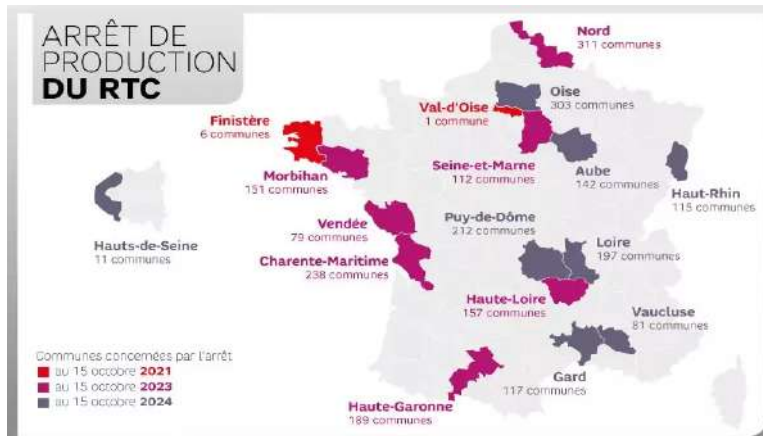 ARRÊT DE
PRODUCTION
DU RTC
Nord
311 communes
Oise
303 communes
Val-d'Oise
1 commune
Finistère
6 communes
Seine-et-Marne
112 communes
Aube
142 communes
Haut-Rhin
115 communes
Morbihan
151 communes
Hauts-de-Seine
11 communes
Vendée
79 communes
Puy-de-Dôme
212 communes
Loire
197 communes
Charente-Maritime
238 communes
Haute-Loire
157 communes
Vaucluse
81 communes
Gard
117 communes
Haute-Garonne
189 communes
Communes concernées par l'arrêt
au 15 octobre 2021
au 15 octobre 2023
au 15 octobre 2024